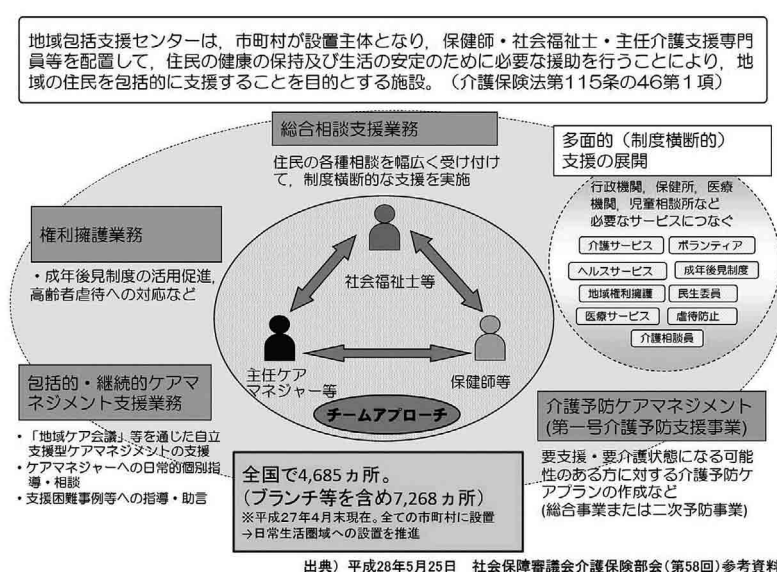 地域包括支援センターは，市町村が設置主体となり，保健師・社会福祉士・主任介護支援専門
員等を配置して，住民の健康の保持及び生活の安定のために必要な援助を行うことにより，地
域の住民を包括的に支援することを目的とする施設。（介護保険法第115条の46第1項）
総合相談支援業務
住民の各種相談を幅広く受け付け
て，制度横断的な支援を実施
多面的（制度横断的）
支援の展開
行政機関，保健所，医療
機関，児童相談所など
必要なサービスにつなぐ
介護サービス
ボランティア
ヘルスサービス
成年後見制度
地域権利擁護
民生委員
医療サービス
虐待防止
介護相談員
権利擁護業務
・成年後見制度の活用促進，
高齢者虐待への対応など
社会福祉士等
主任ケア
マネジャー等
保健師等
チームアプローチ
包括的・継続的ケアマ
ネジメント支援業務
・「地域ケア会議」等を通じた自立
支援型ケアマネジメントの支援
・ケアマネジャーへの日常的個別指
導・相談
・支援困難事例等への指導・助言
介護予防ケアマネジメント
(第一号介護予防支援事業)
要支援・要介護状態になる可能
性のある方に対する介護予防ケ
アプランの作成など
(総合事業または二次予防事業)
全国で4,685ヵ所。
(ブランチ等を含め7,268ヵ所)
※平成27年4月末現在。全ての市町村に設置
→日常生活圏域への設置を推進
出典） 平成28年5月25日 社会保障審議会介護保険部会（第58回）参考資料